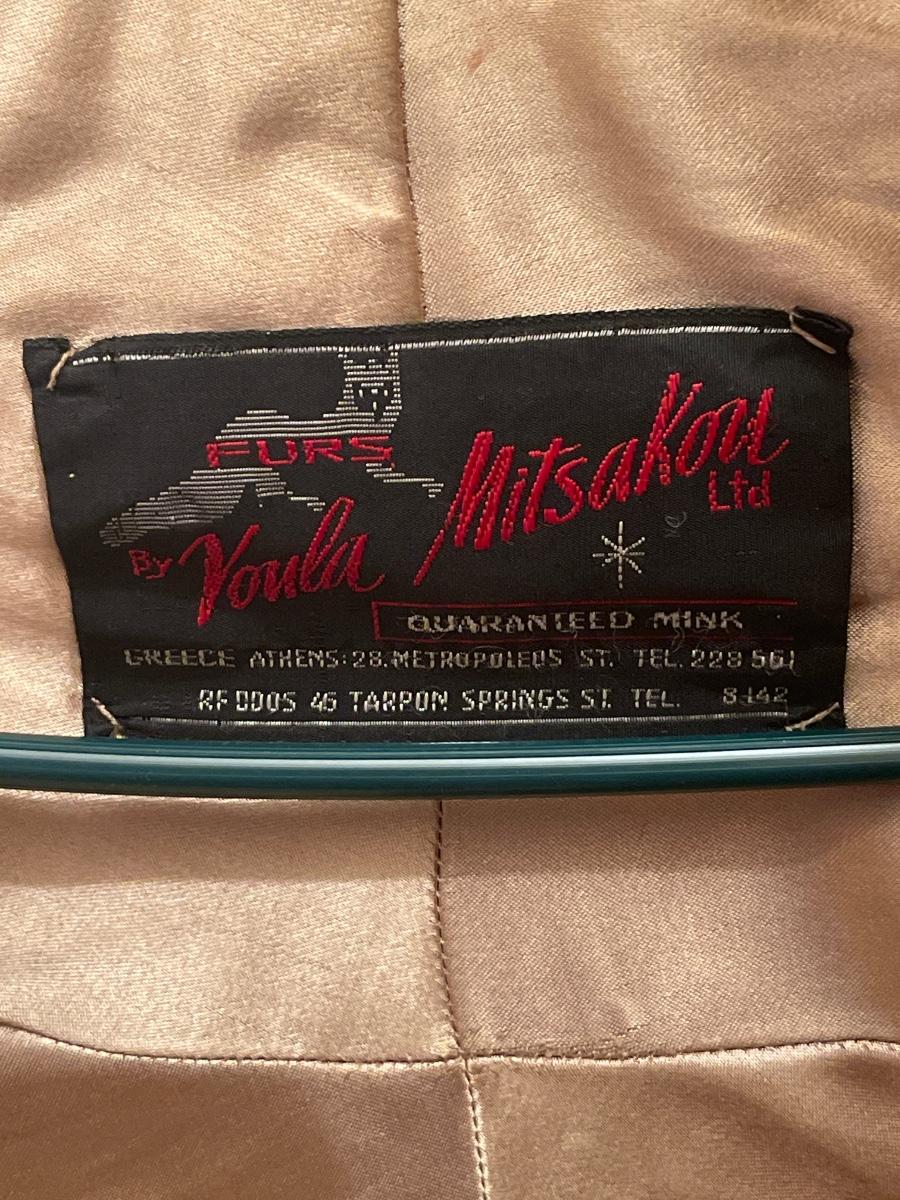 FURS
By Voula Mitsakou
Ltd
GUARANTEED MINK
GREECE ATHENS: 28. METROPOLEOS ST. TEL. 228 561
RFODOS 46 TARPON SPRINGS ST. TEL. 8142